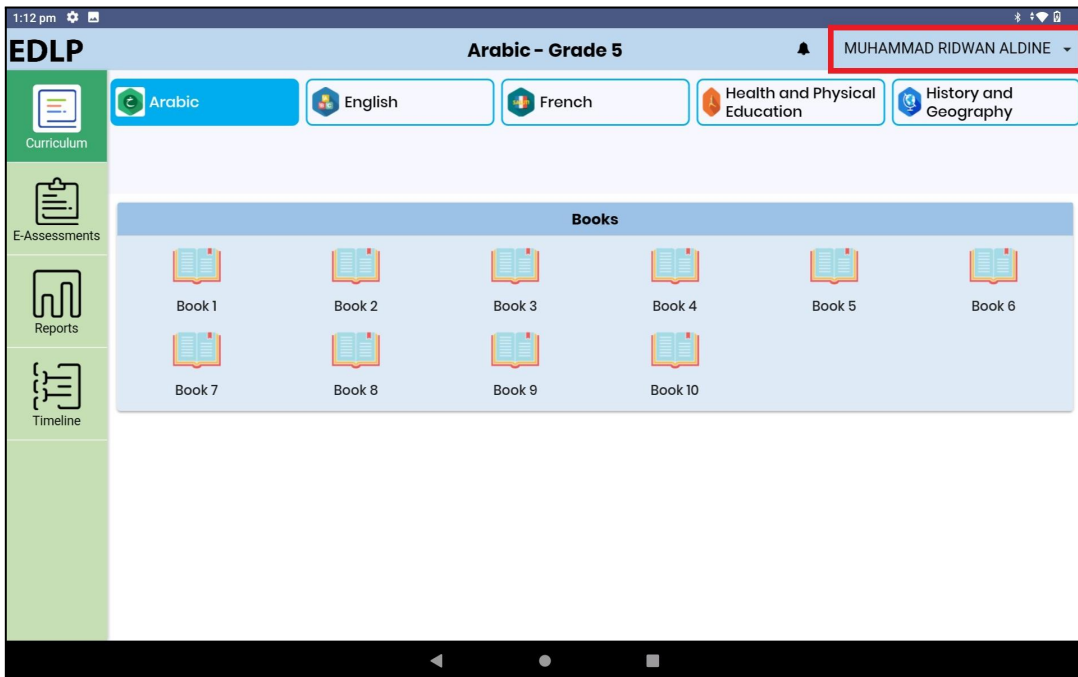 1:12 pm
EDLP
Arabic - Grade 5
MUHAMMAD RIDWAN ALDINE
Curriculum
E-Assessments
Reports
Timeline
Arabic
English
French
Health and Physical
Education
History and
Geography
Books
Book 1
Book 2
Book 3
Book 4
Book 5
Book 6
Book 7
Book 8
Book 9
Book 10